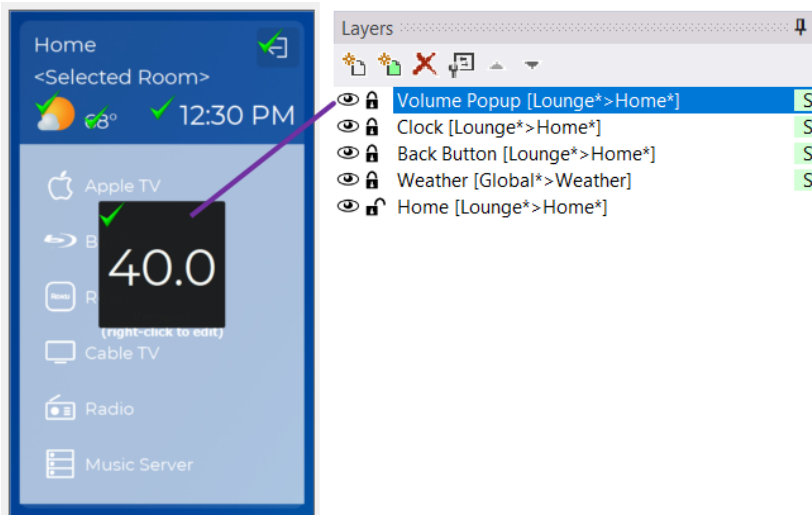 Home
<Selected Room>
68°
12:30 PM
Apple TV
B
40.0
R
(right-click to edit)
Cable TV
Radio
Music Server
Layers
Volume Popup [Lounge*>Home*]
S
Clock [Lounge*>Home*]
S
Back Button [Lounge*>Home*]
S
Weather [Global*>Weather]
S
Home [Lounge*>Home*]